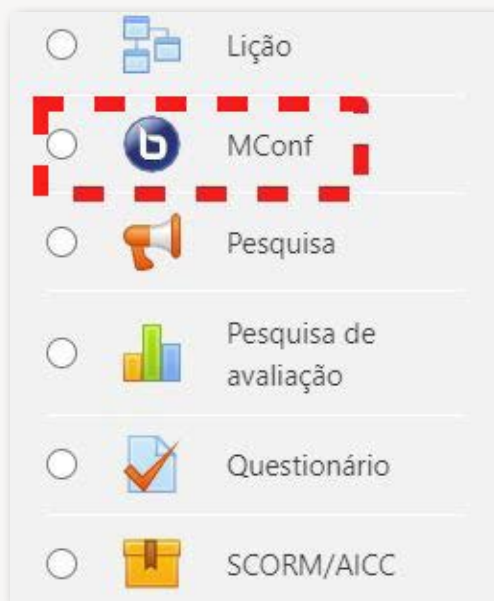 Lição
MConf
Pesquisa
Pesquisa de
avaliação
Questionário
SCORM/AICC